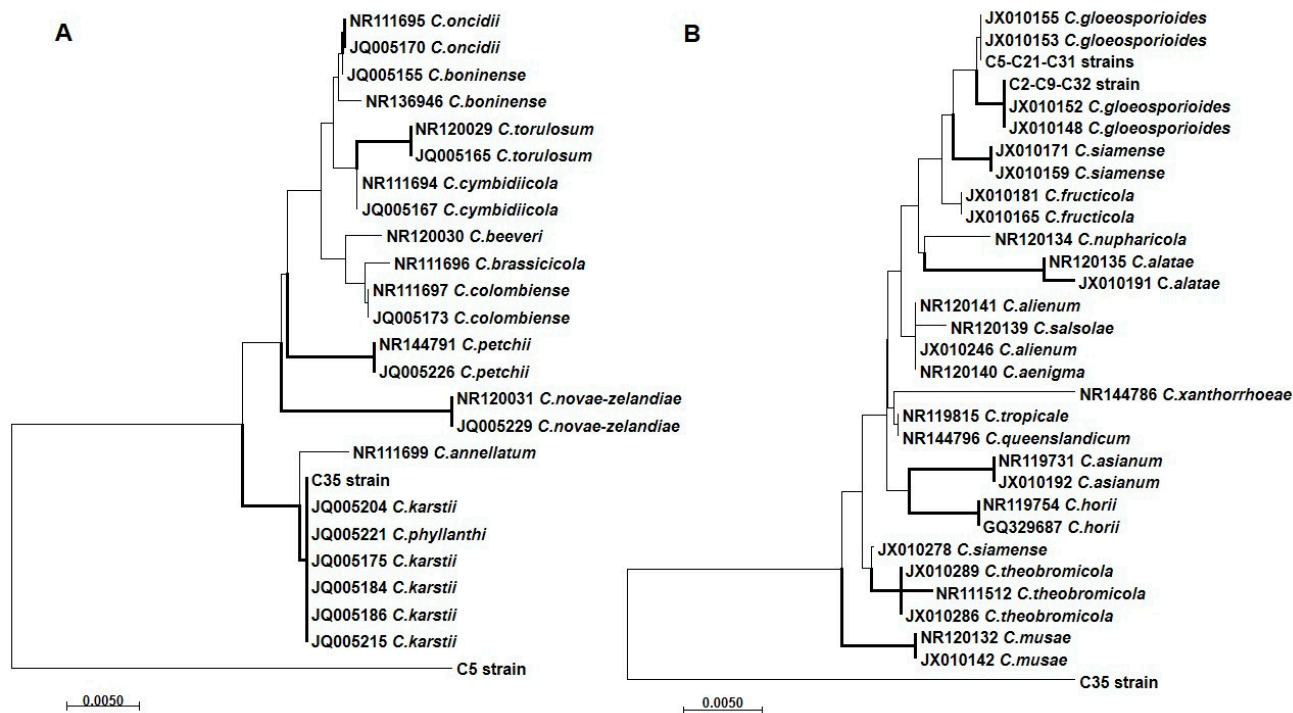 A
NR111695 C.oncidii
JQ005170 C.oncidii
JQ005155 C.boninense
NR136946 C.boninense
NR120029 C.torulosum
JQ005165 C.torulosum
NR111694 C.cymbidiicola
JQ005167 C.cymbidiicola
NR120030 C.beeveri
NR111696 C.brassicicola
NR111697 C.colombiense
JQ005173 C.colombiense
NR144791 C.petchii
JQ005226 C.petchii
NR120031 C.novae-zelandiae
JQ005229 C.novae-zelandiae
NR111699 C.annellatum
C35 strain
JQ005204 C.karstii
JQ005221 C.phyllanthi
JQ005175 C.karstii
JQ005184 C.karstii
JQ005186 C.karstii
JQ005215 C.karstii
C5 strain
0.0050
B
JX010155 C.gloeosporioides
JX010153 C.gloeosporioides
C5-C21-C31 strains
C2-C9-C32 strain
JX010152 C.gloeosporioides
JX010148 C.gloeosporioides
JX010171 C.siamense
JX010159 C.siamense
JX010181 C.fructicola
JX010165 C.fructicola
NR120134 C.nupharicola
NR120135 C.alatae
JX010191 C.alatae
NR120141 C.alienum
NR120139 C.salsolae
JX010246 C.alienum
NR120140 C.aenigma
NR144786 C.xanthorrhoeae
NR119815 C.tropicale
NR144796 C.queenslandicum
NR119731 C.asianum
JX010192 C.asianum
NR119754 C.horii
GQ329687 C.horii
JX010278 C.siamense
JX010289 C.theobromicola
NR111512 C.theobromicola
JX010286 C.theobromicola
NR120132 C.musae
JX010142 C.musae
C35 strain
0.0050